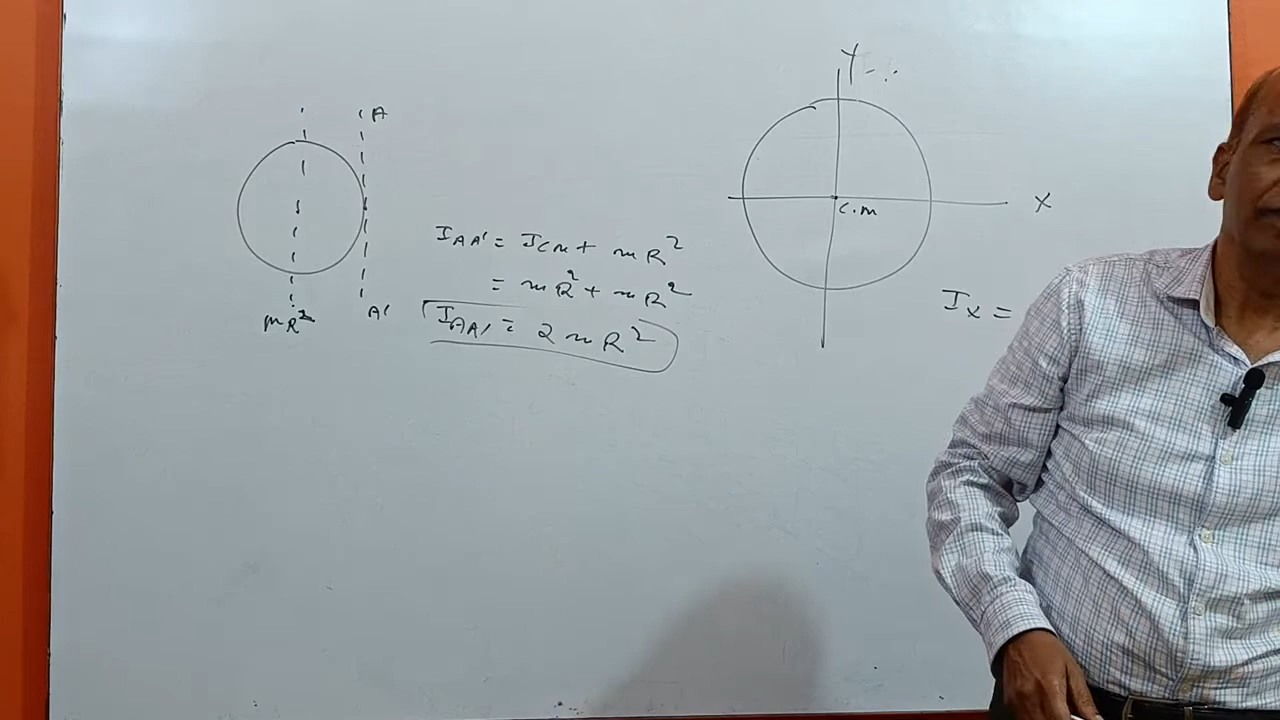 A
mR²
A'
I_AA' = I_CM + mR²
= mR² + mR²
I_AA' = 2mR²
Y
X
C.M
I_X =